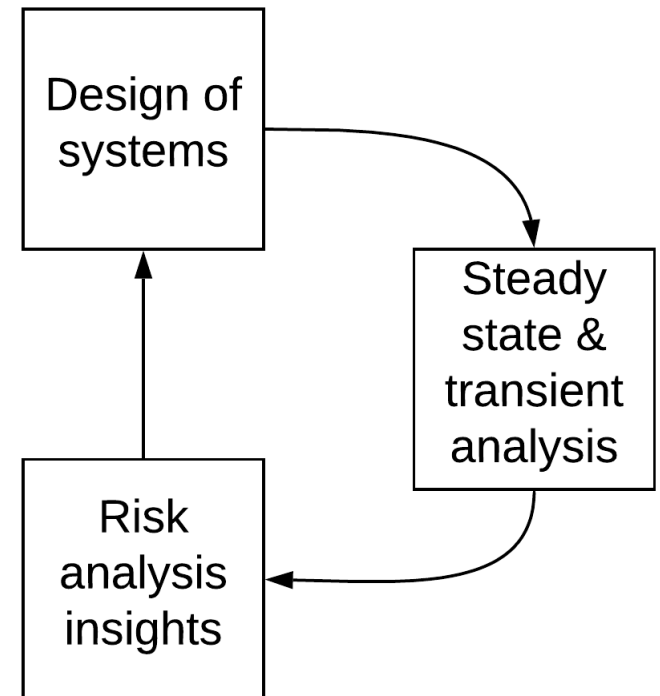 Design of
systems
Steady
state &
transient
analysis
Risk
analysis
insights